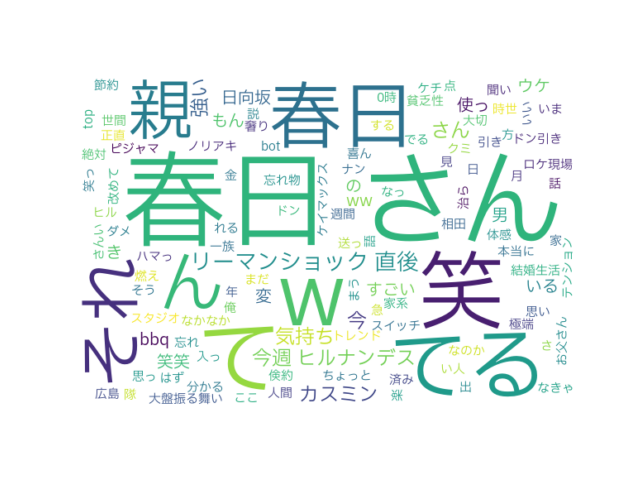 節約
親
強い
日向坂
春日
0時
ケチ
点
聞い
ウケ
貧乏性
使っ
時世
いい
いま
top
世間
もん
説
奢り
する
さん
大切
正直
ピジャマ
ノリアキ
bot
でる
クミ
引き
方
ドン引き
絶対
春日さん
喜ん
見
日
ロケ現場
笑っ
改めて
金
忘れ物
ナン
月
話
ヒル
ドン
ケイマックス
の
ww
なっ
男
泊ら
さんい
ダメ
き
れる
週間
相田
体感
家
ハマっ
一族
送っ
話
本当に
それ
ん
リーマンショック 直後
笑
テンション
燃え
まだ
w
まう
すごい
いる
結婚生活
そう
年
変
家系
思い
スタジオ
なかなか
俺
今
急
スイッチ
極端
お父さん
bbq
忘れ
て
気持ち
トレンド
てる
なのか
さ
笑笑
入っ
今週
ヒルナンデス
い人
思っ
はず
分かる
倹約
ちょっと
済み
出
なきゃ
広島
隊
大盤振る舞い
ここ
人間
カスミン
楽